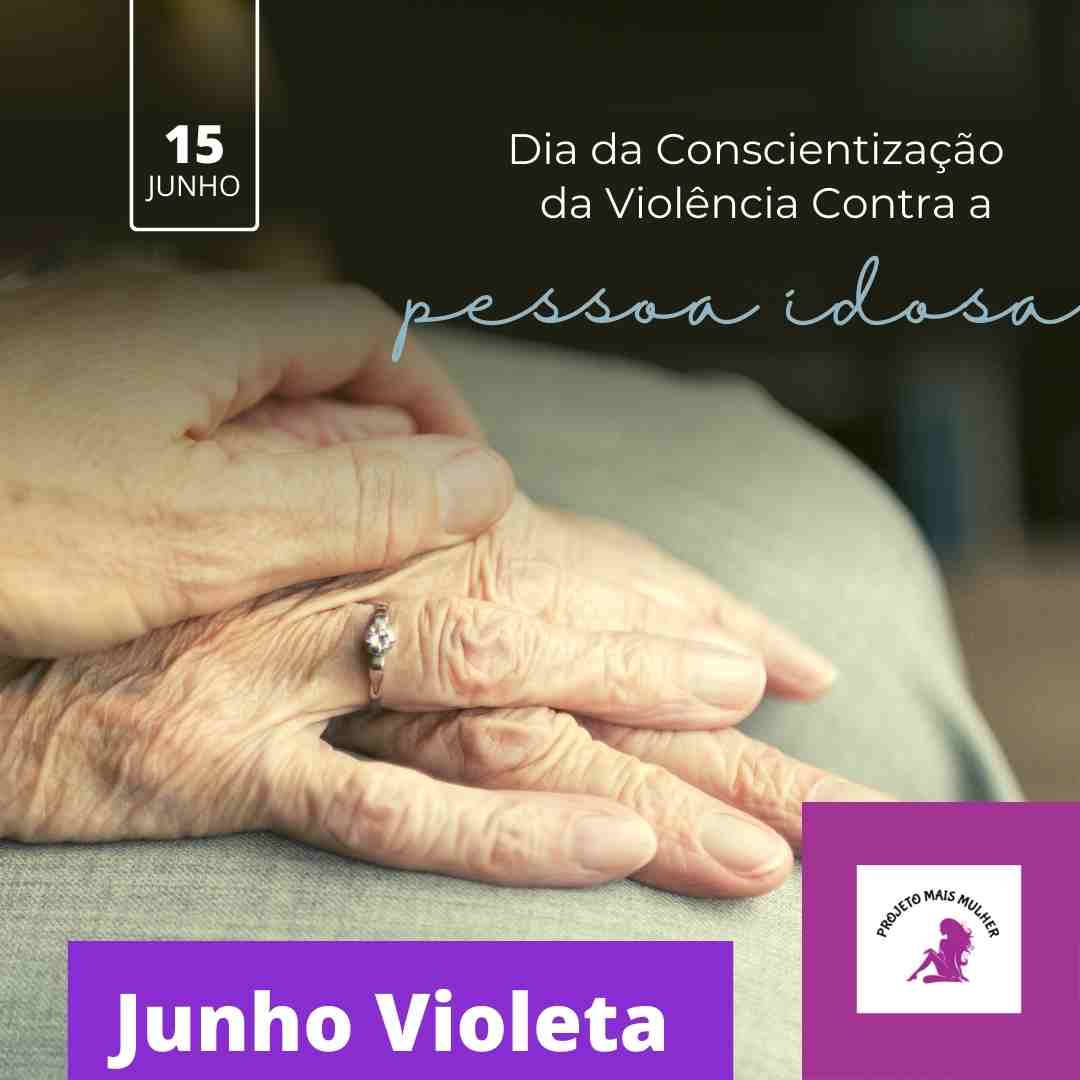 15
JUNHO
Dia da Conscientização
da Violência Contra a
pessoa idosa
PROJETO MAIS MULHER
Junho Violeta